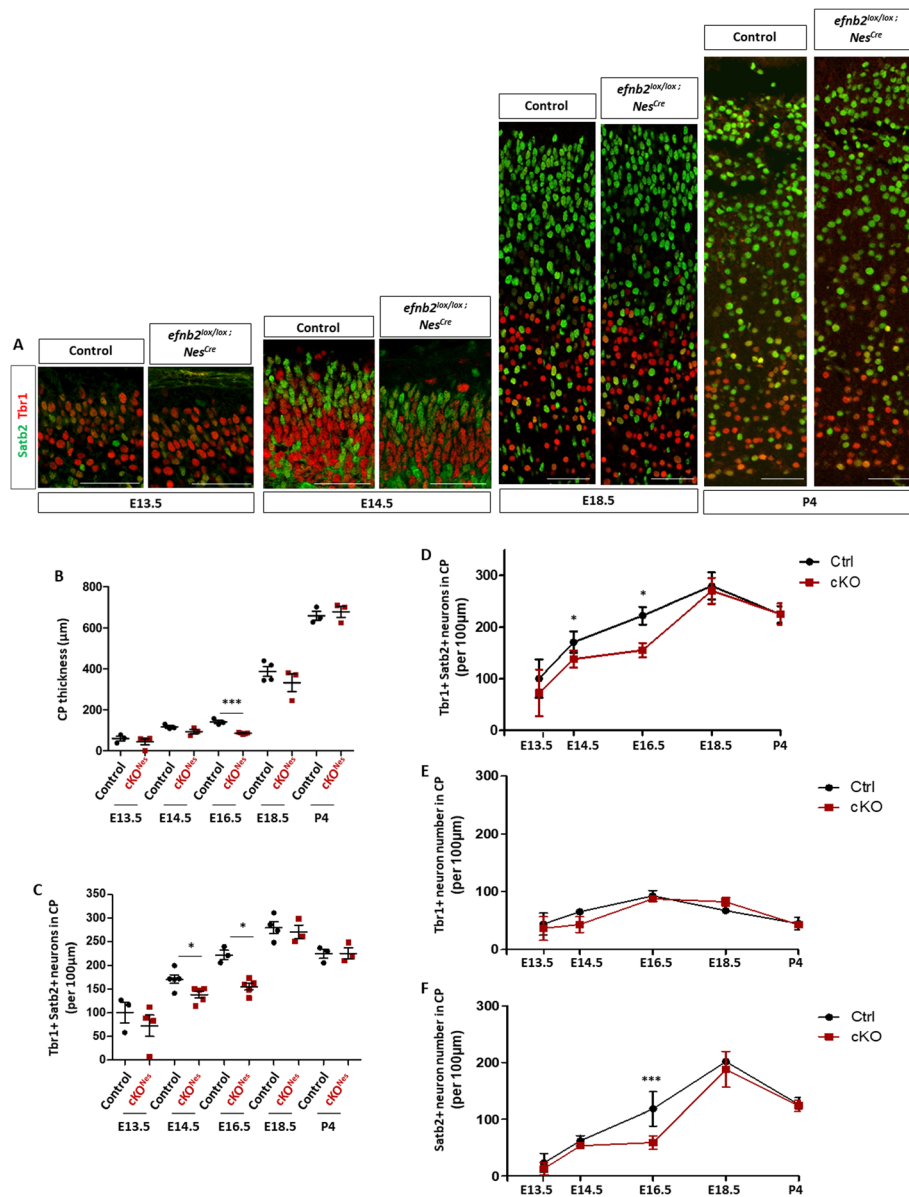 Control
efnb2lox/lox ;
NesCre
Control
efnb2lox/lox ;
NesCre
A
Control
efnb2lox/lox ;
NesCre
Control
efnb2lox/lox ;
NesCre
Satb2 Tbr1
E13.5
E14.5
E18.5
P4
B
CP thickness (µm)
800
600
400
200
0
***
Control
cKONes
Control
cKONes
Control
cKONes
Control
cKONes
Control
cKONes
E13.5
E14.5
E16.5
E18.5
P4
C
Tbr1+ Satb2+ neurons in CP
(per 100µm)
350
300
250
200
150
100
50
0
*
*
Control
cKONes
Control
cKONes
Control
cKONes
Control
cKONes
Control
cKONes
E13.5
E14.5
E16.5
E18.5
P4
D
Tbr1+ Satb2+ neurons in CP
(per 100µm)
300
200
100
0
*
*
Ctrl
cKO
E13.5
E14.5
E16.5
E18.5
P4
E
Tbr1+ neuron number in CP
(per 100µm)
300
200
100
0
Ctrl
cKO
E13.5
E14.5
E16.5
E18.5
P4
F
Satb2+ neuron number in CP
(per 100µm)
300
200
100
0
***
Ctrl
cKO
E13.5
E14.5
E16.5
E18.5
P4